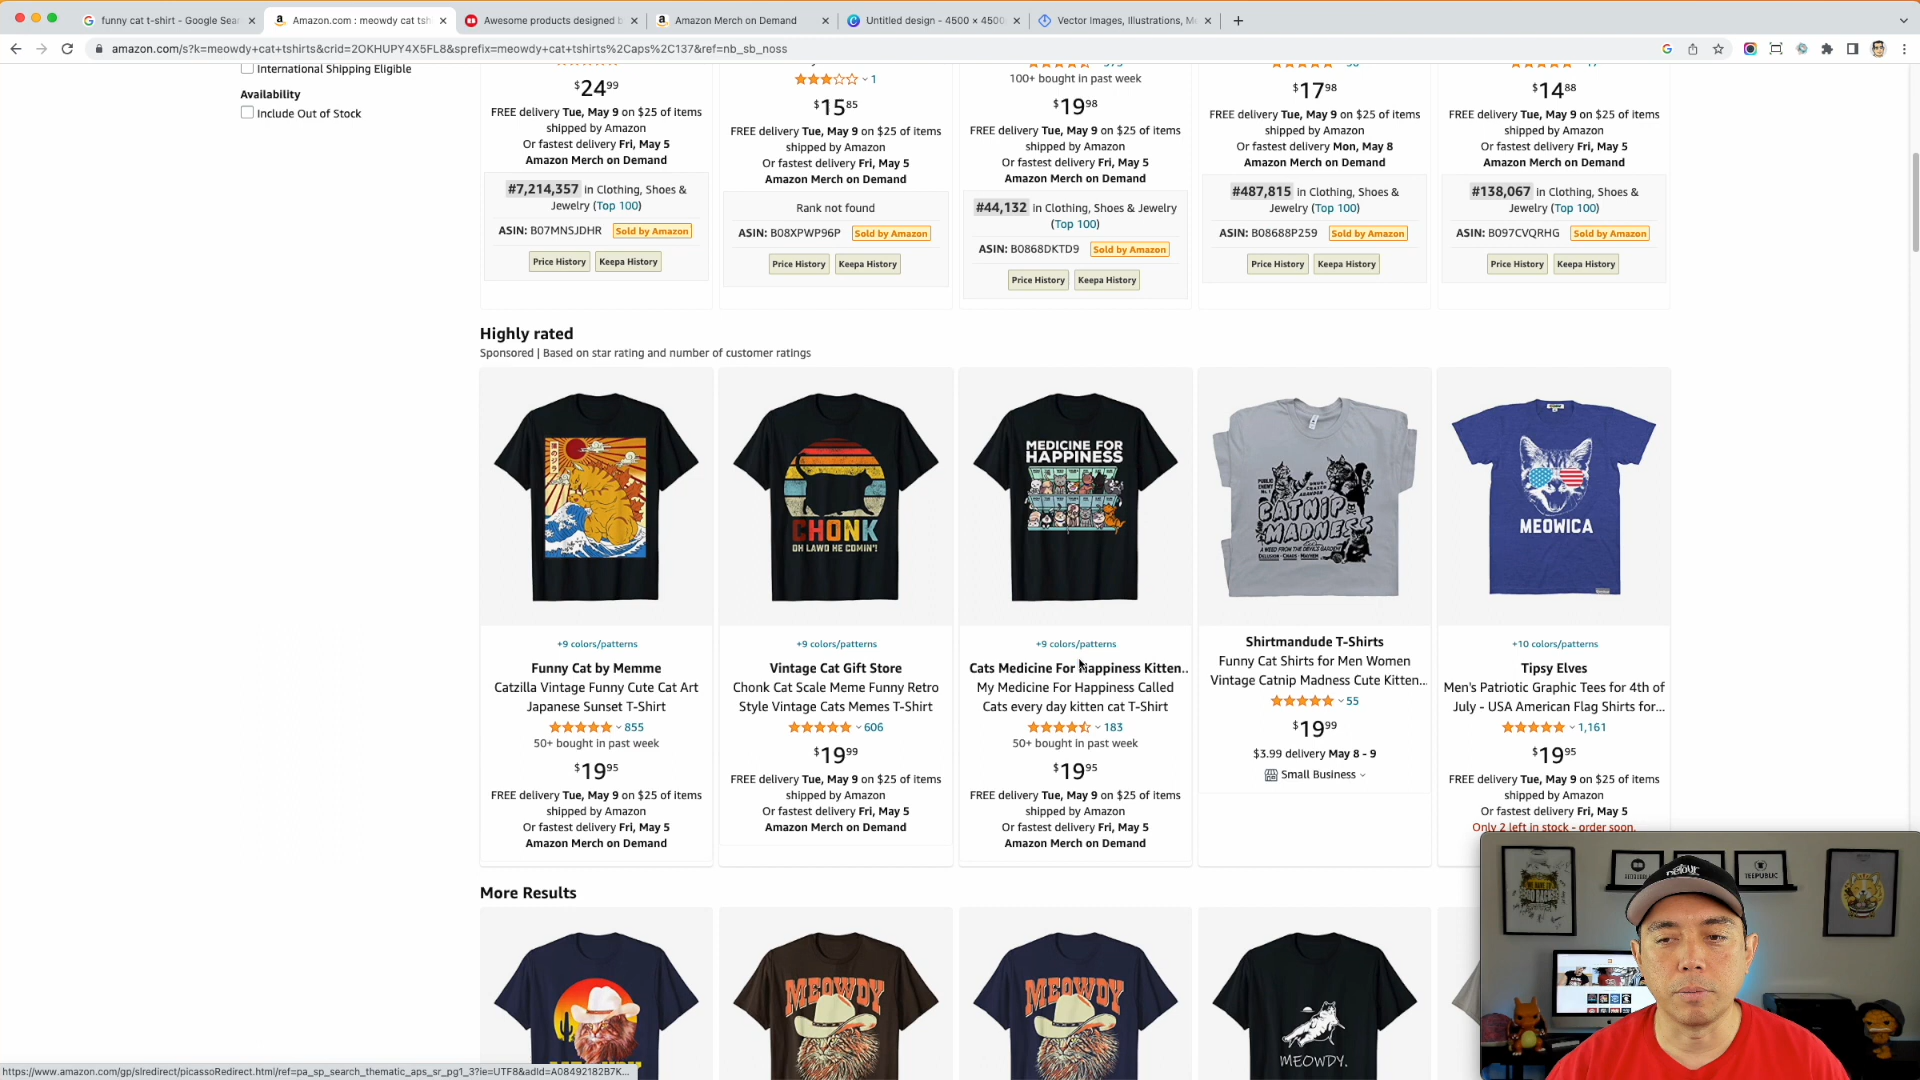 funny cat t-shirt - Google Sear
Amazon.com : meowdy cat tsh
Awesome products designed b
Amazon Merch on Demand
Untitled design - 4500 × 4500
Vector Images, Illustrations, M
amazon.com/s?k=meowdy+cat+tshirts&crid=2OKHUPY4X5FL8&sprefix=meowdy+cat+tshirts%2Caps%2C137&ref=nb_sb_noss
International Shipping Eligible
Availability
Include Out of Stock
$24.99
FREE delivery Tue, May 9 on $25 of items
shipped by Amazon
Or fastest delivery Fri, May 5
Amazon Merch on Demand
#7,214,357 in Clothing, Shoes &
Jewelry (Top 100)
ASIN: B07MNSJDHR Sold by Amazon
Price History Keepa History
1
$15.85
FREE delivery Tue, May 9 on $25 of items
shipped by Amazon
Or fastest delivery Fri, May 5
Amazon Merch on Demand
Rank not found
ASIN: B08XPWP96P Sold by Amazon
Price History Keepa History
100+ bought in past week
$19.98
FREE delivery Tue, May 9 on $25 of items
shipped by Amazon
Or fastest delivery Fri, May 5
Amazon Merch on Demand
#44,132 in Clothing, Shoes & Jewelry
(Top 100)
ASIN: B0868DKTD9 Sold by Amazon
Price History Keepa History
$17.98
FREE delivery Tue, May 9 on $25 of items
shipped by Amazon
Or fastest delivery Mon, May 8
Amazon Merch on Demand
#487,815 in Clothing, Shoes &
Jewelry (Top 100)
ASIN: B08688P259 Sold by Amazon
Price History Keepa History
$14.88
FREE delivery Tue, May 9 on $25 of items
shipped by Amazon
Or fastest delivery Fri, May 5
Amazon Merch on Demand
#138,067 in Clothing, Shoes &
Jewelry (Top 100)
ASIN: B097CVQRHG Sold by Amazon
Price History Keepa History
Highly rated
Sponsored | Based on star rating and number of customer ratings
CHONK
OH LAWD HE COMIN'!
MEDICINE FOR
HAPPINESS
CATNIP
MADNESS
MEOWICA
+9 colors/patterns
Funny Cat by Memme
Catzilla Vintage Funny Cute Cat Art
Japanese Sunset T-Shirt
855
50+ bought in past week
$19.95
FREE delivery Tue, May 9 on $25 of items
shipped by Amazon
Or fastest delivery Fri, May 5
Amazon Merch on Demand
+9 colors/patterns
Vintage Cat Gift Store
Chonk Cat Scale Meme Funny Retro
Style Vintage Cats Memes T-Shirt
606
$19.99
FREE delivery Tue, May 9 on $25 of items
shipped by Amazon
Or fastest delivery Fri, May 5
Amazon Merch on Demand
+9 colors/patterns
Cats Medicine For Happiness Kitten..
My Medicine For Happiness Called
Cats every day kitten cat T-Shirt
183
50+ bought in past week
$19.95
FREE delivery Tue, May 9 on $25 of items
shipped by Amazon
Or fastest delivery Fri, May 5
Amazon Merch on Demand
Shirtmandude T-Shirts
Funny Cat Shirts for Men Women
Vintage Catnip Madness Cute Kitten...
55
$19.99
$3.99 delivery May 8 - 9
Small Business
+10 colors/patterns
Tipsy Elves
Men's Patriotic Graphic Tees for 4th of
July - USA American Flag Shirts for...
1,161
$19.95
FREE delivery Tue, May 9 on $25 of items
shipped by Amazon
Or fastest delivery Fri, May 5
Only 2 left in stock - order soon.
More Results
MEOWDY
MEOWDY
MEOWDY
MEOWDY.
TEEPUBLIC
https://www.amazon.com/gp/slredirect/picassoRedirect.html/ref=pa_sp_search_thematic_aps_sr_pg1_3?ie=UTF8&adId=A08492182B7K...